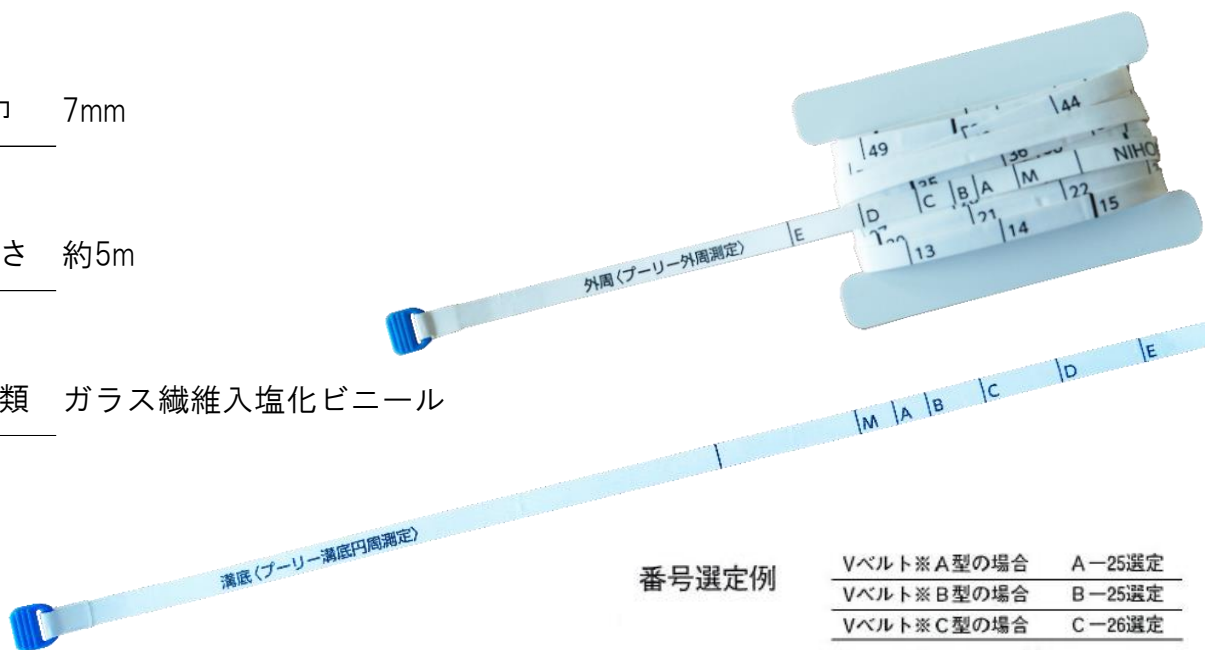 7mm
さ 約5m
類 ガラス繊維入塩化ビニール
49 44
36
D C B A M NIHO
E
外周〈プーリー外周測定〉
21 22
13 14 15
M A B C D E
溝底〈プーリー溝底円周測定〉
番号選定例
Vベルト※A型の場合 A－25選定
Vベルト※B型の場合 B－25選定
Vベルト※C型の場合 C－26選定